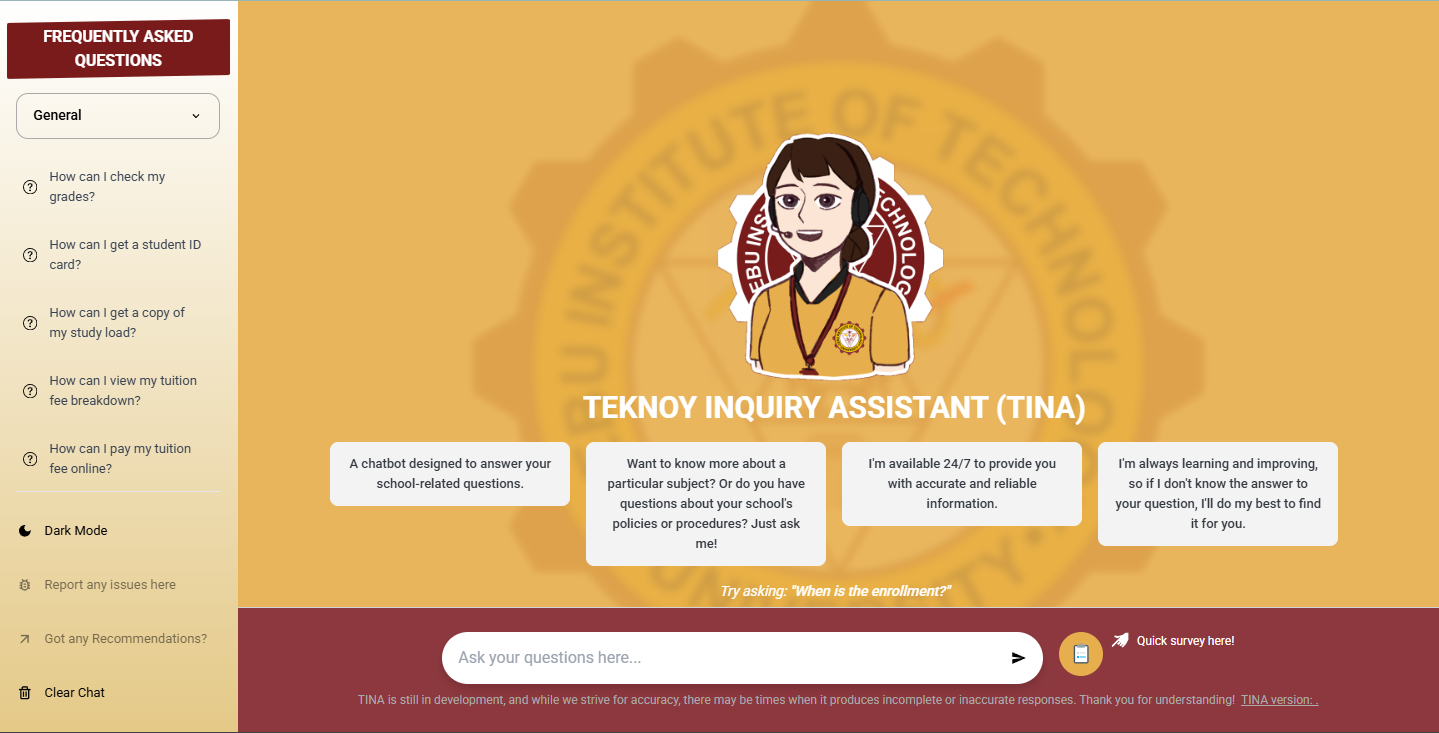 FREQUENTLY ASKED
QUESTIONS
General
How can I check my
grades?
How can I get a student ID
card?
How can I get a copy of
my study load?
How can I view my tuition
fee breakdown?
How can I pay my tuition
fee online?
Dark Mode
Report any issues here
Got any Recommendations?
Clear Chat
EBU INSTITUTE OF TECHNOLO
UNIVERSITY
EBU INS
ECHNOLOG
TEKNOY INQUIRY ASSISTANT (TINA)
A chatbot designed to answer your
school-related questions.
Want to know more about a
particular subject? Or do you have
questions about your school's
policies or procedures? Just ask
me!
I'm available 24/7 to provide you
with accurate and reliable
information.
I'm always learning and improving,
so if I don't know the answer to
your question, I'll do my best to find
it for you.
Try asking: "When is the enrollment?"
Ask your questions here...
Quick survey here!
TINA is still in development, and while we strive for accuracy, there may be times when it produces incomplete or inaccurate responses. Thank you for understanding! TINA version: .